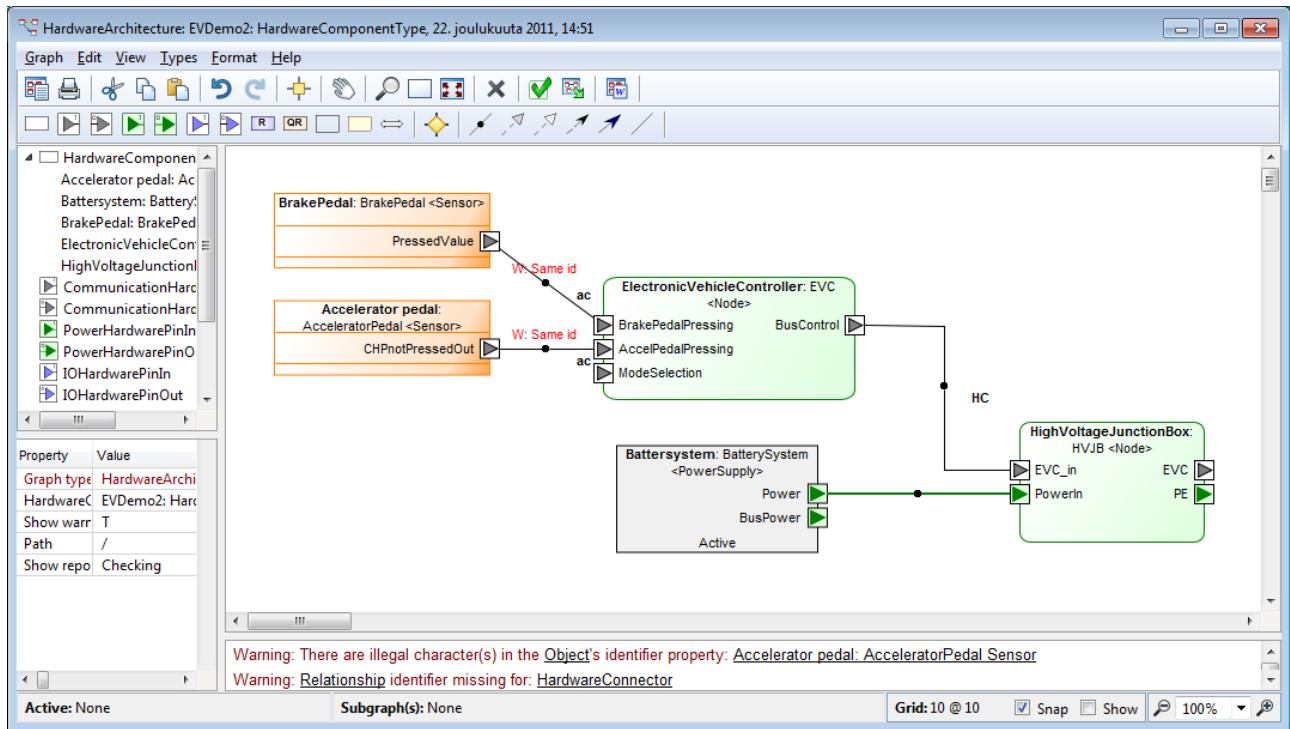 HardwareArchitecture: EVDemo2: HardwareComponentType, 22. joulukuuta 2011, 14:51
Graph Edit View Types Format Help
R QR
HardwareComponen
Accelerator pedal: Ac
Battersystem: BatteryS
BrakePedal: BrakePed
ElectronicVehicleCon
HighVoltageJunctionl
CommunicationHard
CommunicationHard
PowerHardwarePinIn
PowerHardwarePinO
IOHardwarePinIn
IOHardwarePinOut
Property Value
Graph type HardwareArchi
HardwareC EVDemo2: Hard
Show warr T
Path /
Show repo Checking
BrakePedal: BrakePedal <Sensor>
PressedValue
W: Same id
ac
Accelerator pedal:
AcceleratorPedal <Sensor>
CHPnotPressedOut
W: Same id
ac
ElectronicVehicleController: EVC
<Node>
BrakePedalPressing BusControl
AccelPedalPressing
ModeSelection
HC
Battersystem: BatterySystem
<PowerSupply>
Power
BusPower
Active
HighVoltageJunctionBox:
HVJB <Node>
EVC_in EVC
PowerIn PE
Warning: There are illegal character(s) in the Object's identifier property: Accelerator pedal: AcceleratorPedal Sensor
Warning: Relationship identifier missing for: HardwareConnector
Active: None Subgraph(s): None Grid: 10 @ 10 Snap Show 100%